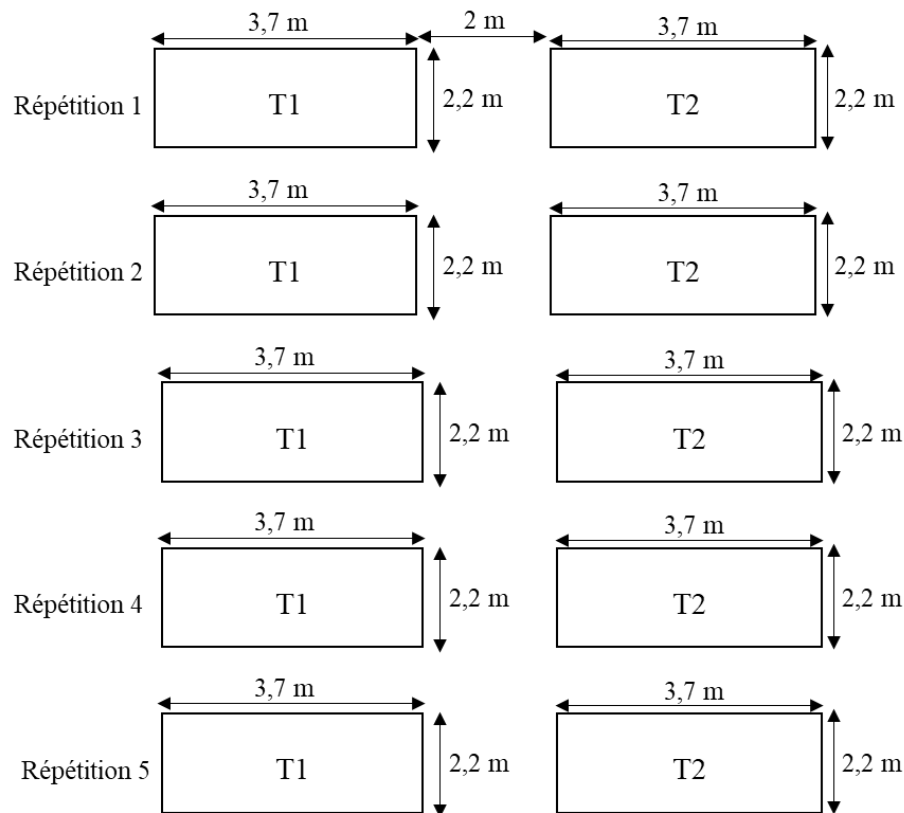 3,7 m 2 m 3,7 m
Répétition 1 T1 2,2 m T2 2,2 m
3,7 m 3,7 m
Répétition 2 T1 2,2 m T2 2,2 m
3,7 m 3,7 m
Répétition 3 T1 2,2 m T2 2,2 m
3,7 m 3,7 m
Répétition 4 T1 2,2 m T2 2,2 m
3,7 m 3,7 m
Répétition 5 T1 2,2 m T2 2,2 m